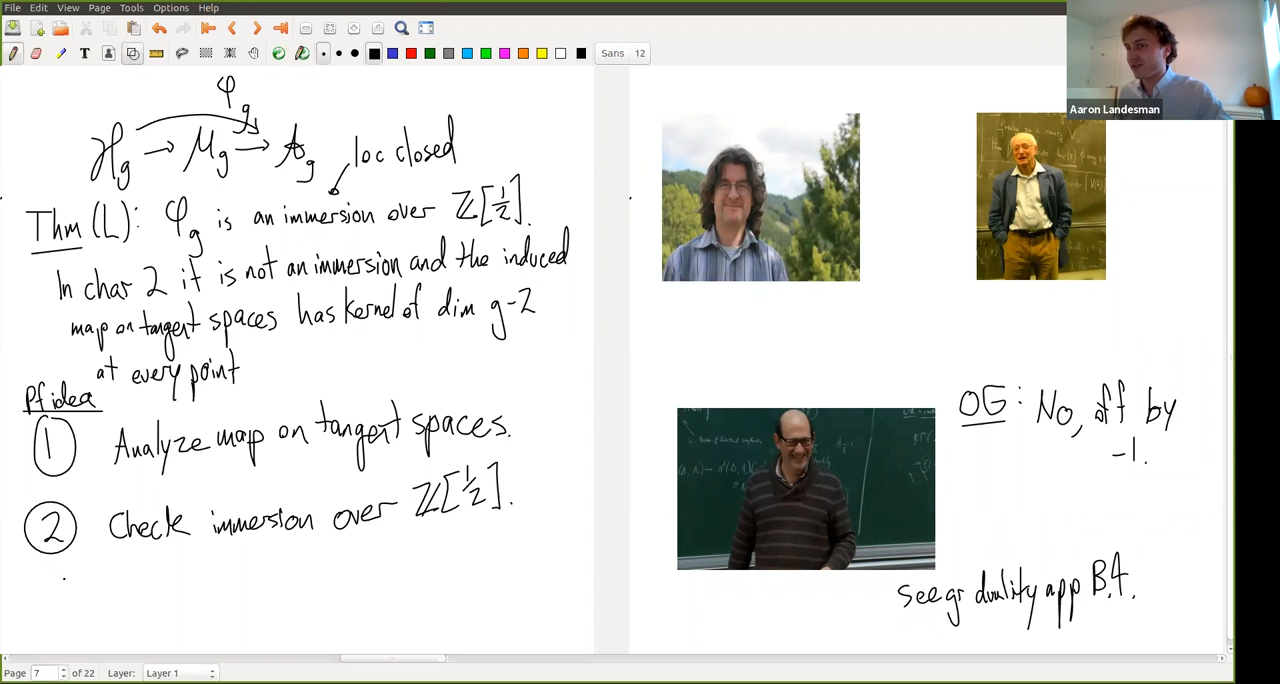 File Edit View Page Tools Options Help
Sans 12
Aaron Landesman
φg
Hg → Mg → Ag
loc closed
Thm (L): φg is an immersion over ℤ[1/2].
In char 2 it is not an immersion and the induced
map on tangent spaces has kernel of dim g-2
at every point
Pf idea
1 Analyze map on tangent spaces.
2 Check immersion over ℤ[1/2].
OG: No, off by
-1.
see gr duality app B.4.
Page 7 of 22 Layer: Layer 1